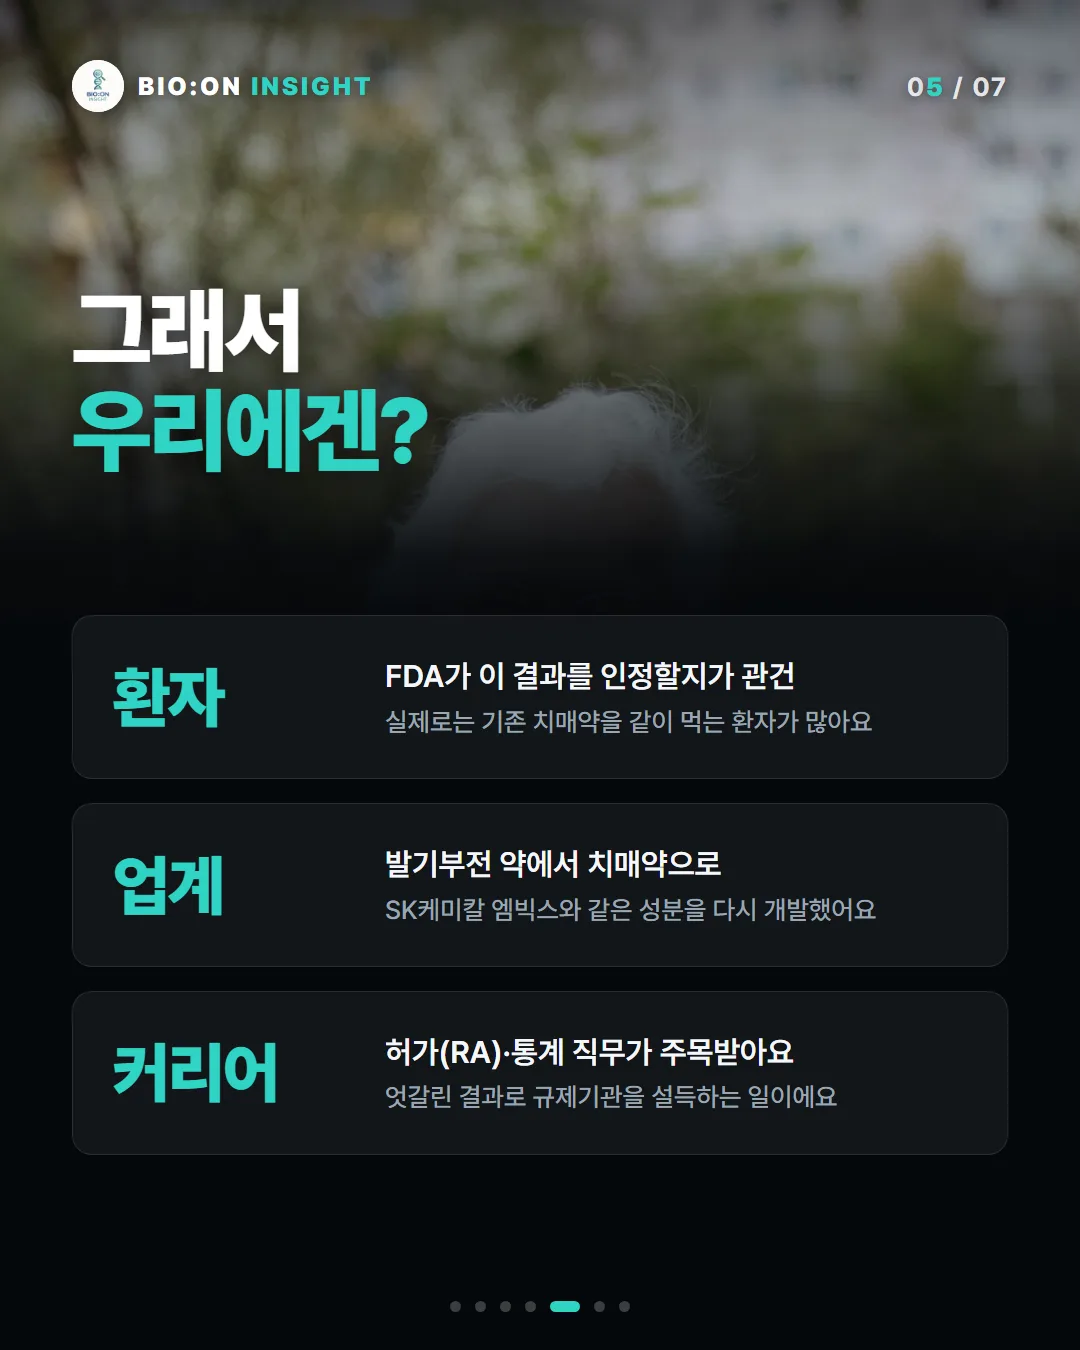 BIO:ON INSIGHT
BIO:ON INSIGHT
05 / 07
그래서
우리에겐?
환자
FDA가 이 결과를 인정할지가 관건
실제로는 기존 치매약을 같이 먹는 환자가 많아요
업계
발기부전 약에서 치매약으로
SK케미칼 엠빅스와 같은 성분을 다시 개발했어요
커리어
허가(RA)·통계 직무가 주목받아요
엇갈린 결과로 규제기관을 설득하는 일이에요